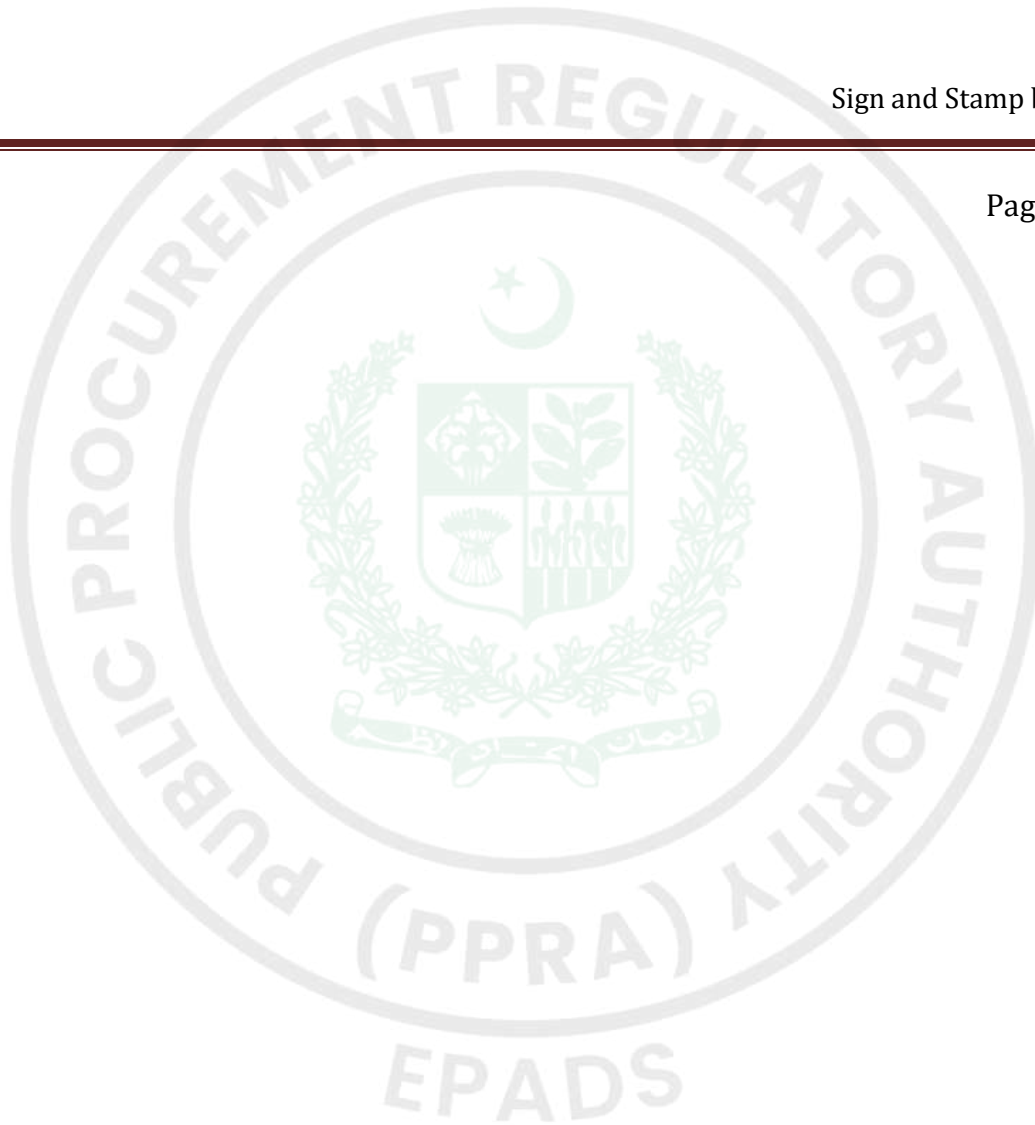 Sign and Stamp
Pag
PUBLIC PROCUREMENT REGULATORY AUTHORITY
(PPRA)
EPADS